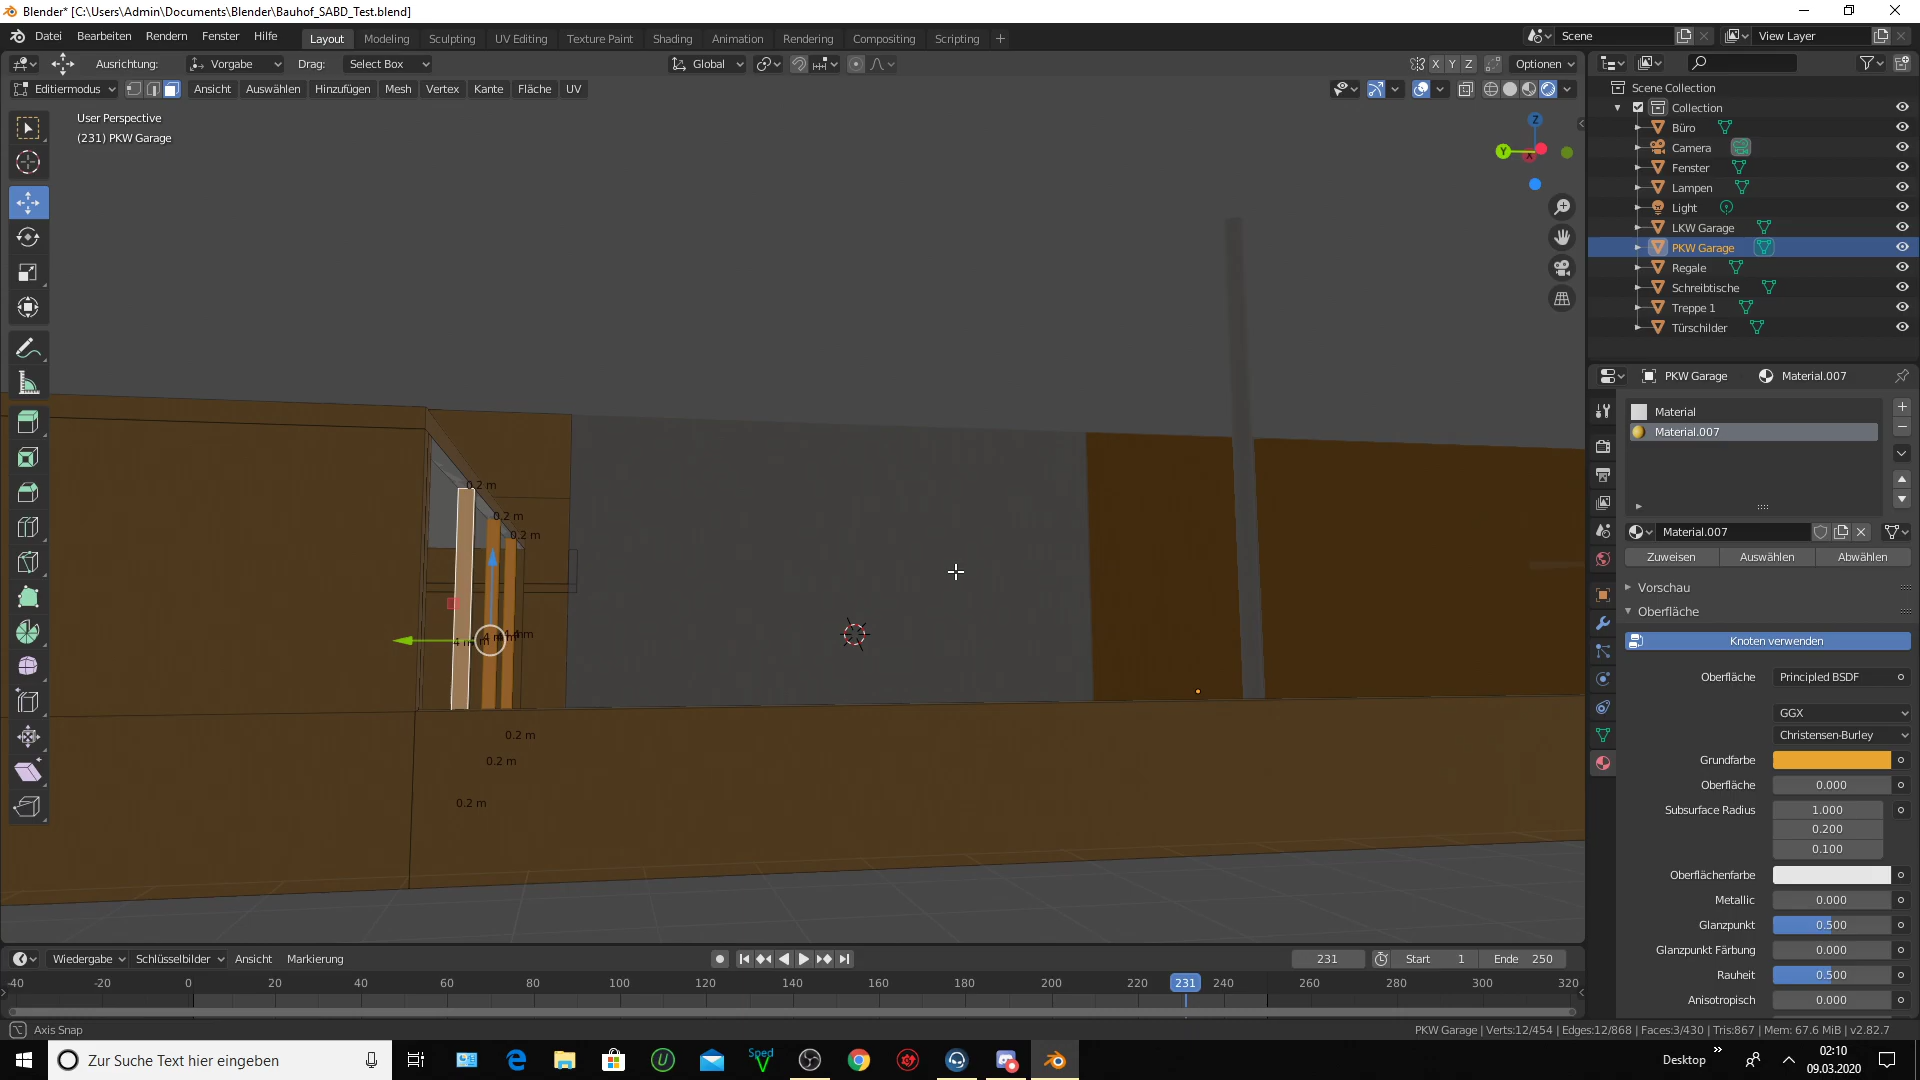 Blender* [C:\Users\Admin\Documents\Blender\Bauhof_SABD_Test.blend]
Datei Bearbeiten Rendern Fenster Hilfe Layout Modeling Sculpting UV Editing Texture Paint Shading Animation Rendering Compositing Scripting + Scene View Layer
Ausrichtung: Vorgabe Drag: Select Box Global X Y Z Optionen
Editiermodus Ansicht Auswählen Hinzufügen Mesh Vertex Kante Fläche UV
User Perspective
(231) PKW Garage
Z
Y
X
Scene Collection
Collection
Büro
Camera
Fenster
Lampen
Light
LKW Garage
PKW Garage
Regale
Schreibtische
Treppe 1
Türschilder
0.2 m
0.2 m
0.2 m
4 m
0.2 m
0.2 m
0.2 m
PKW Garage Material.007
Material
Material.007
Material.007
Zuweisen Auswählen Abwählen
Vorschau
Oberfläche
Knoten verwenden
Oberfläche Principled BSDF
GGX
Christensen-Burley
Grundfarbe
Oberfläche 0.000
Subsurface Radius 1.000
0.200
0.100
Oberflächenfarbe
Metallic 0.000
Glanzpunkt 0.500
Glanzpunkt Färbung 0.000
Rauheit 0.500
Anisotropisch 0.000
Wiedergabe Schlüsselbilder Ansicht Markierung 231 Start 1 Ende 250
-40 -20 0 20 40 60 80 100 120 140 160 180 200 220 231 240 260 280 300 320
Axis Snap
PKW Garage | Verts:12/454 | Edges:12/868 | Faces:3/430 | Tris:867 | Mem: 67.6 MiB | v2.82.7
Zur Suche Text hier eingeben
Sped
V
Desktop
02:10
09.03.2020